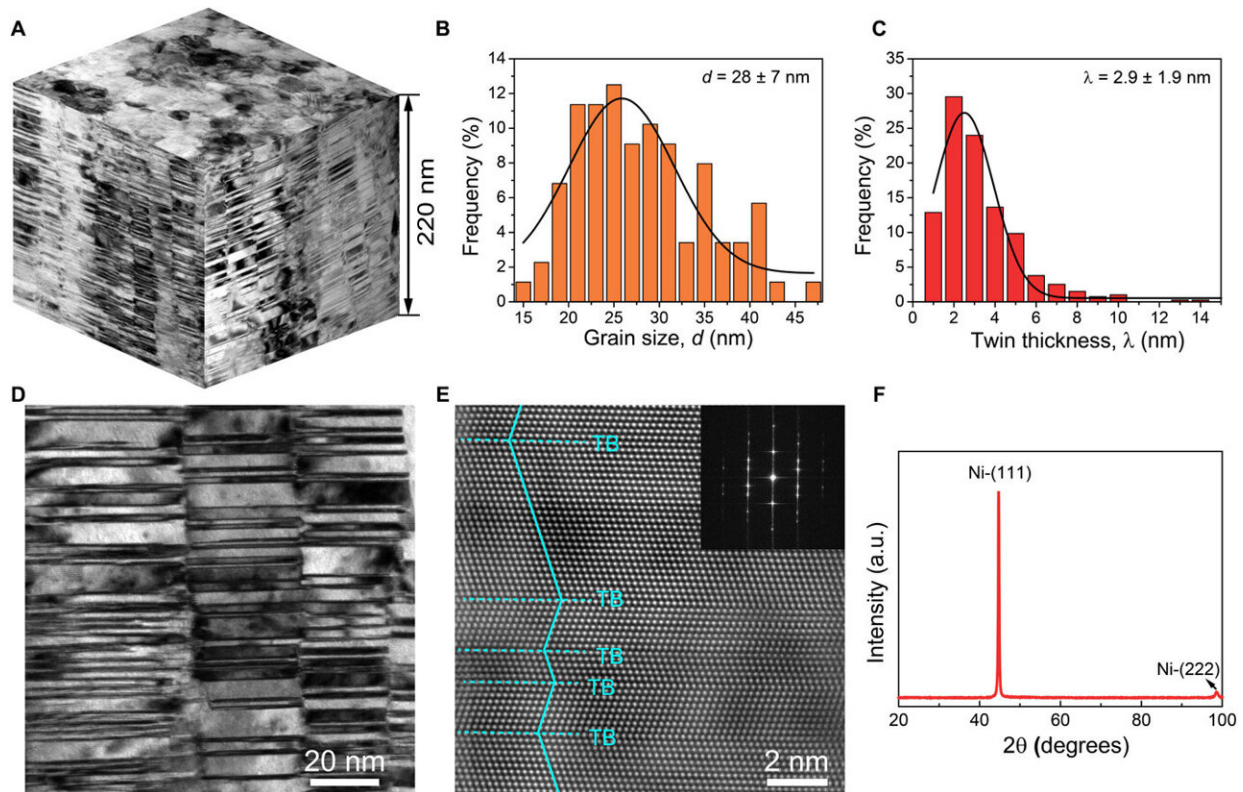 A
220 nm
B
d = 28 ± 7 nm
14
12
10
8
6
4
2
0
Frequency (%)
15 20 25 30 35 40 45
Grain size, d (nm)
C
λ = 2.9 ± 1.9 nm
35
30
25
20
15
10
5
0
Frequency (%)
2 4 6 8 10 12 14
Twin thickness, λ (nm)
D
20 nm
E
TB
TB
TB
TB
TB
2 nm
F
Ni-(111)
Ni-(222)
Intensity (a.u.)
20 40 60 80 100
2θ (degrees)